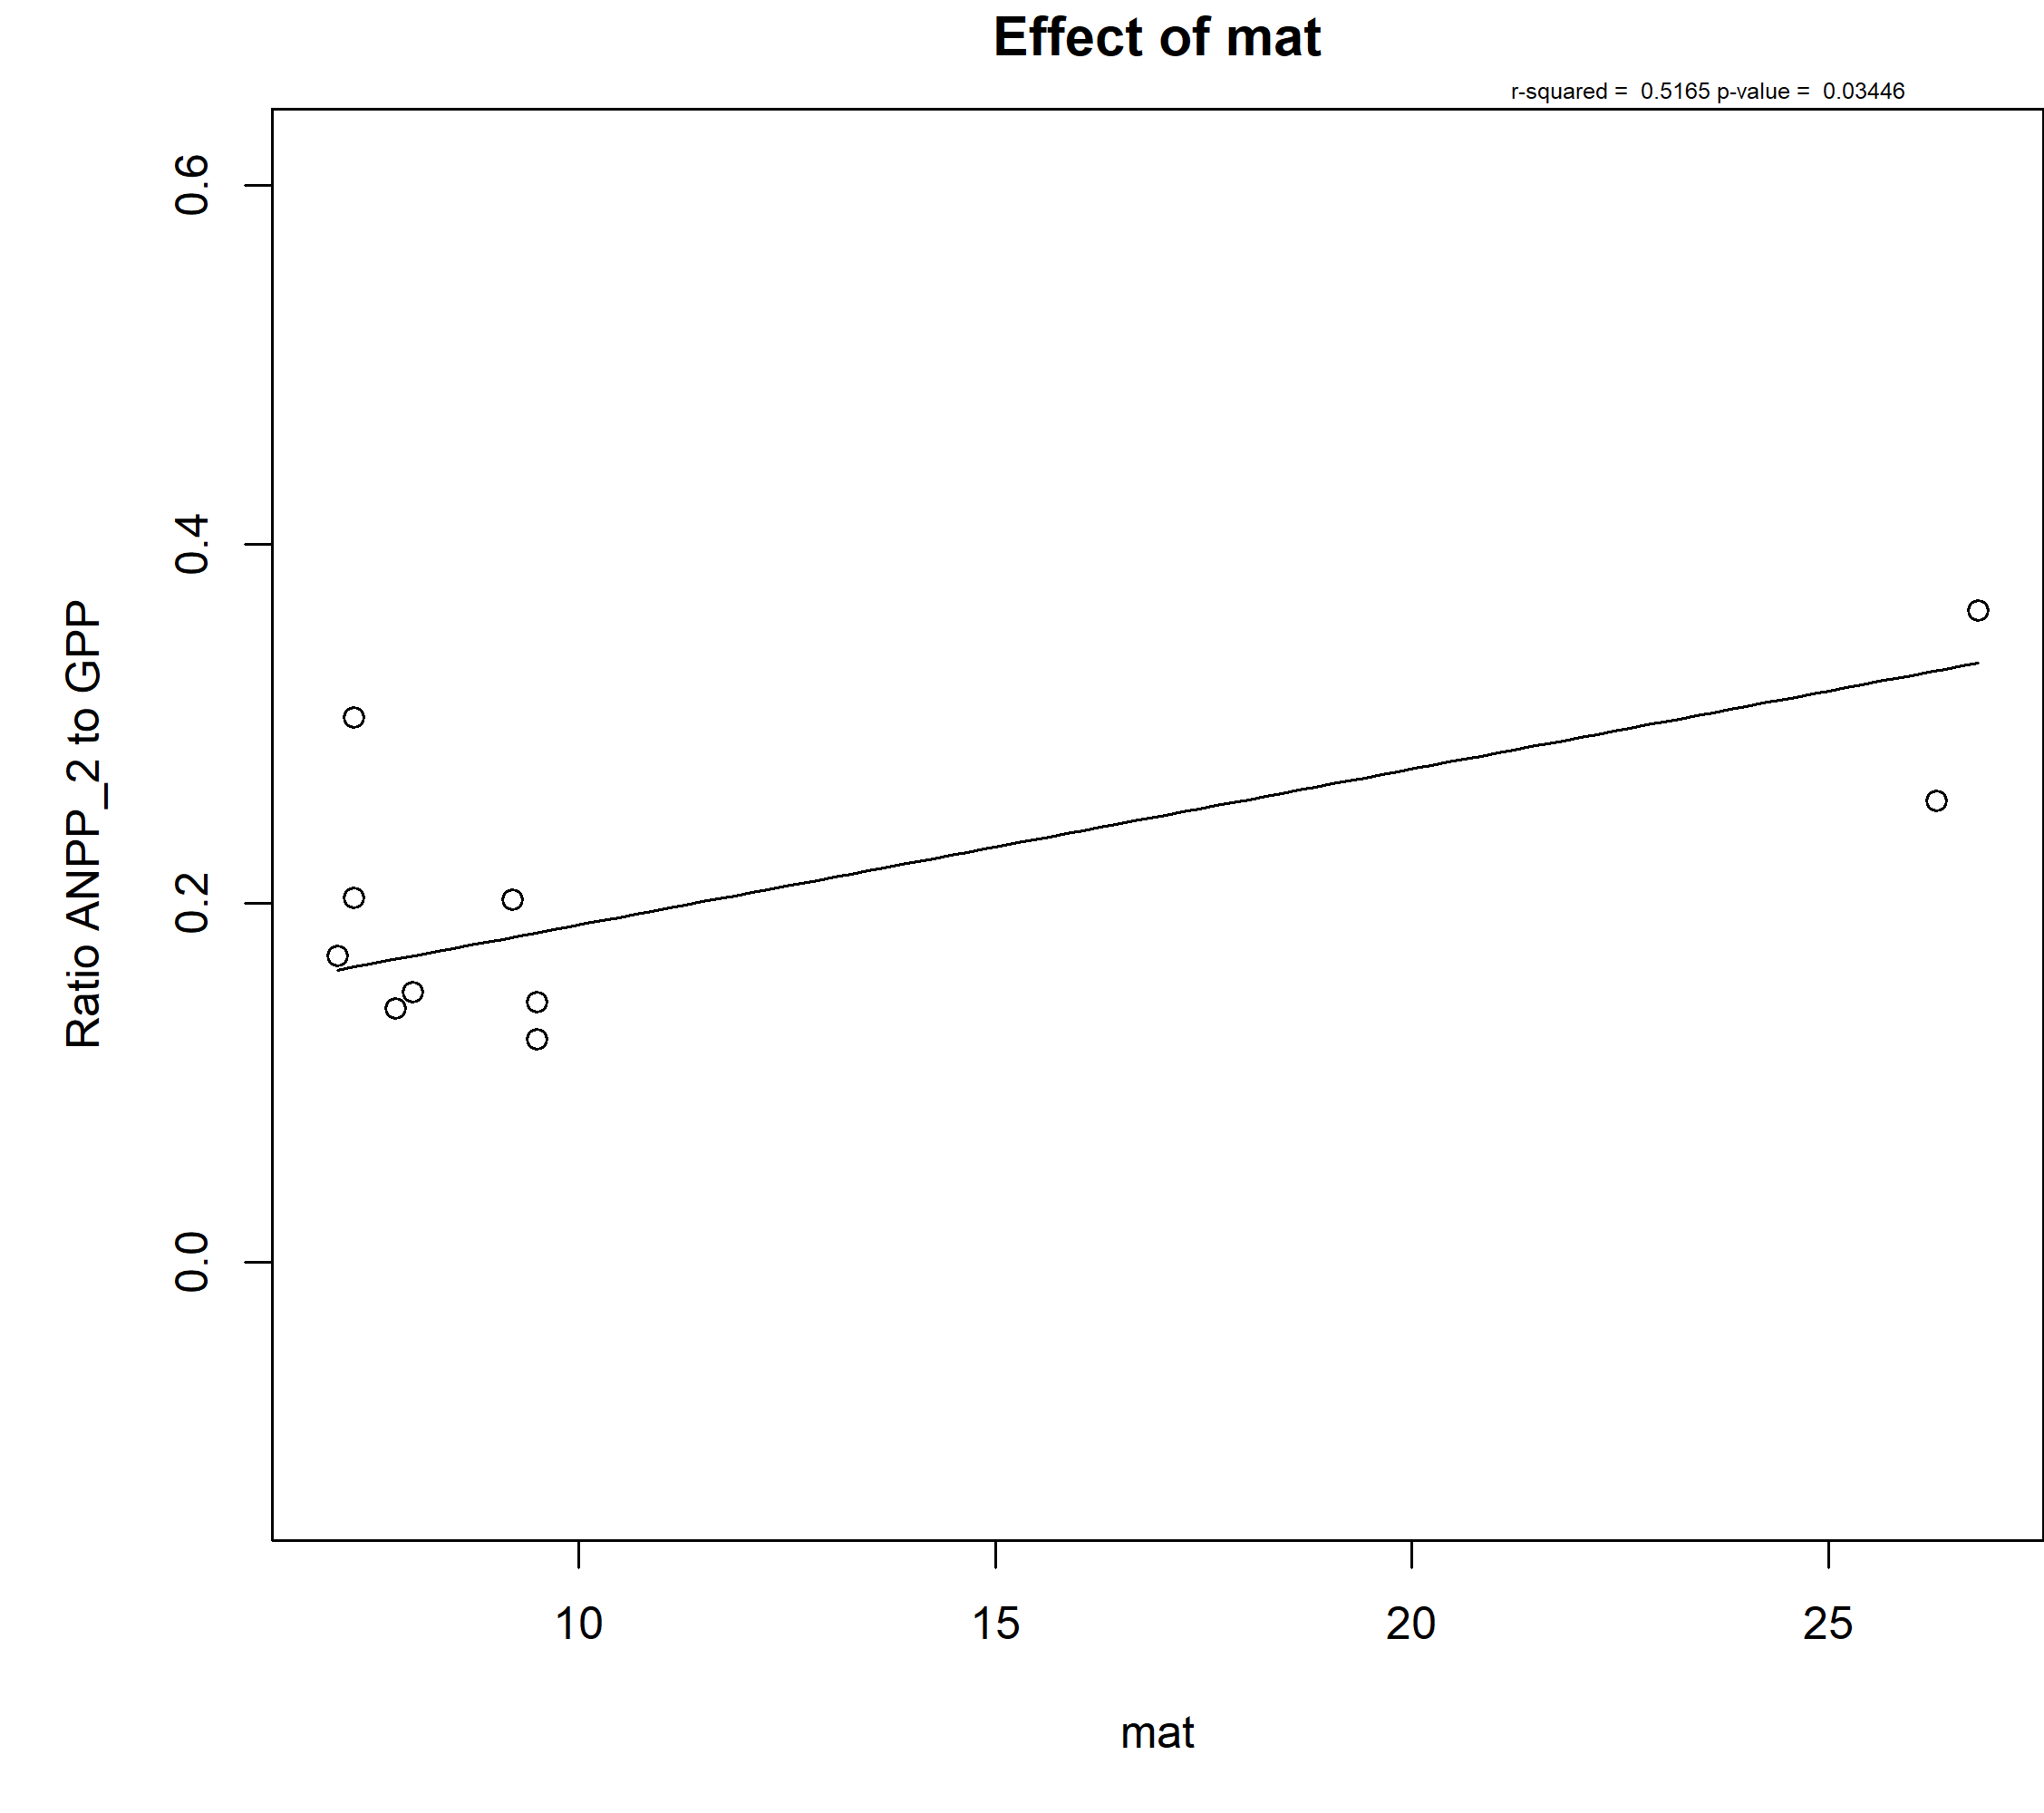 Effect of mat
r-squared =  0.5165 p-value =  0.03446
0.6
0.4
0.2
0.0
Ratio ANPP_2 to GPP
10 15 20 25
mat